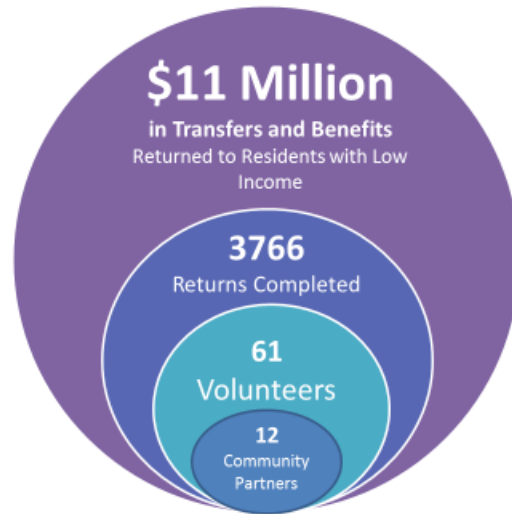 $11 Million
in Transfers and Benefits
Returned to Residents with Low
Income
3766
Returns Completed
61
Volunteers
12
Community
Partners